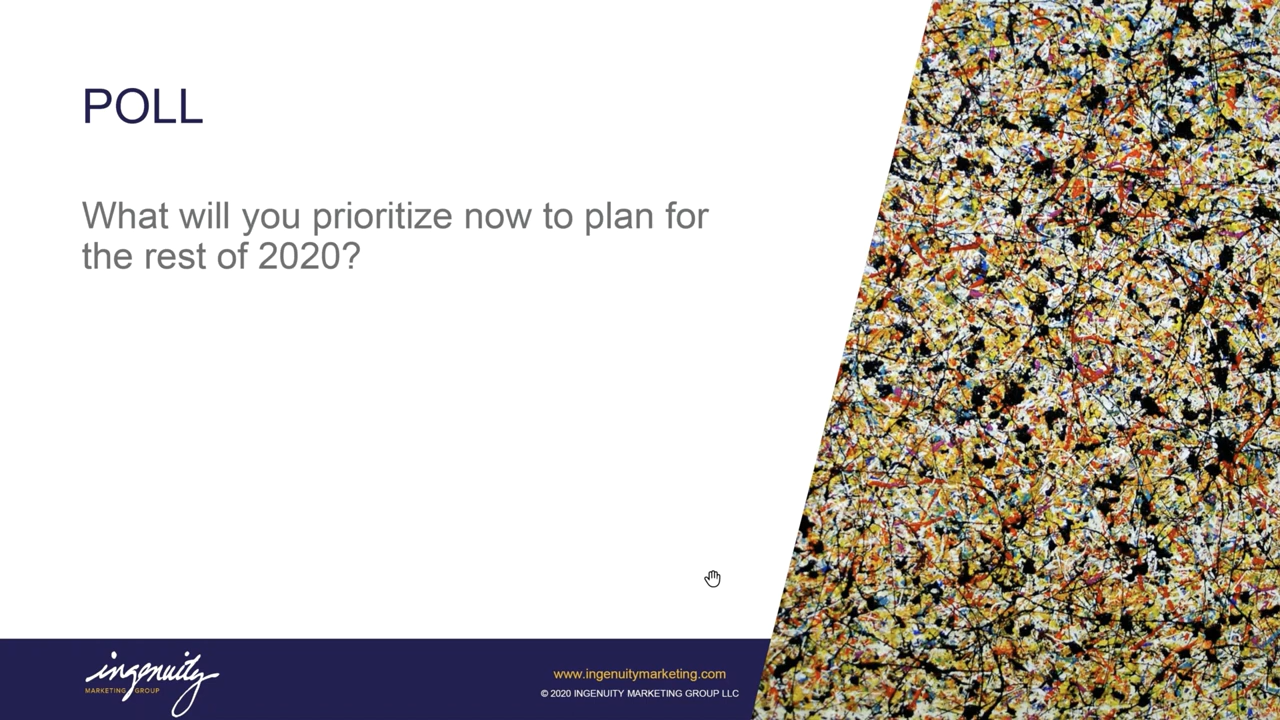 POLL
What will you prioritize now to plan for
the rest of 2020?
ingenuity
MARKETING GROUP
www.ingenuitymarketing.com
© 2020 INGENUITY MARKETING GROUP LLC